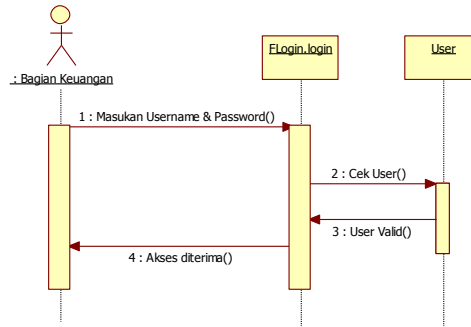 FLogin.login
User
: Bagian Keuangan
1 : Masukan Username & Password()
2 : Cek User()
3 : User Valid()
4 : Akses diterima()